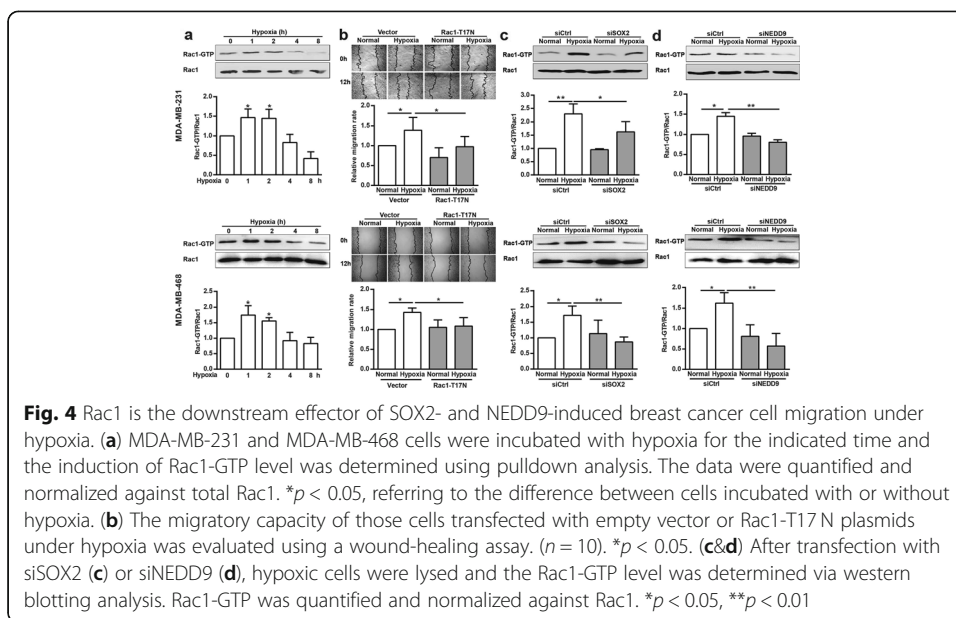 a
Hypoxia (h)
0 1 2 4 8
Rac1-GTP
Rac1
MDA-MB-231
Rac1-GTP/Rac1
2.0
1.5
1.0
0.5
0.0
* *
Hypoxia 0 1 2 4 8 h
b
Vector Rac1-T17N
Normal Hypoxia Normal Hypoxia
0h
12h
Relative migration rate
2.0
1.5
1.0
0.5
0.0
* *
Normal Hypoxia Normal Hypoxia
Vector Rac1-T17N
c
siCtrl siSOX2
Normal Hypoxia Normal Hypoxia
Rac1-GTP
Rac1
Rac1-GTP/Rac1
3
2
1
0
** *
Normal Hypoxia Normal Hypoxia
siCtrl siSOX2
d
siCtrl siNEDD9
Normal Hypoxia Normal Hypoxia
Rac1-GTP
Rac1
Rac1-GTP/Rac1
2.0
1.5
1.0
0.5
0.0
* **
Normal Hypoxia Normal Hypoxia
siCtrl siNEDD9
Hypoxia (h)
0 1 2 4 8
Rac1-GTP
Rac1
MDA-MB-468
Rac1-GTP/Rac1
2.5
2.0
1.5
1.0
0.5
0.0
* *
Hypoxia 0 1 2 4 8 h
Vector Rac1-T17N
Normal Hypoxia Normal Hypoxia
0h
12h
Relative migration rate
2.0
1.5
1.0
0.5
0.0
* *
Normal Hypoxia Normal Hypoxia
Vector Rac1-T17N
siCtrl siSOX2
Normal Hypoxia Normal Hypoxia
Rac1-GTP
Rac1
Rac1-GTP/Rac1
2.5
2.0
1.5
1.0
0.5
0.0
* **
Normal Hypoxia Normal Hypoxia
siCtrl siSOX2
siCtrl siNEDD9
Normal Hypoxia Normal Hypoxia
Rac1-GTP
Rac1
Rac1-GTP/Rac1
2.0
1.5
1.0
0.5
0.0
* **
Normal Hypoxia Normal Hypoxia
siCtrl siNEDD9
Fig. 4 Rac1 is the downstream effector of SOX2- and NEDD9-induced breast cancer cell migration under
hypoxia. (a) MDA-MB-231 and MDA-MB-468 cells were incubated with hypoxia for the indicated time and
the induction of Rac1-GTP level was determined using pulldown analysis. The data were quantified and
normalized against total Rac1. *p < 0.05, referring to the difference between cells incubated with or without
hypoxia. (b) The migratory capacity of those cells transfected with empty vector or Rac1-T17 N plasmids
under hypoxia was evaluated using a wound-healing assay. (n = 10). *p < 0.05. (c&d) After transfection with
siSOX2 (c) or siNEDD9 (d), hypoxic cells were lysed and the Rac1-GTP level was determined via western
blotting analysis. Rac1-GTP was quantified and normalized against Rac1. *p < 0.05, **p < 0.01